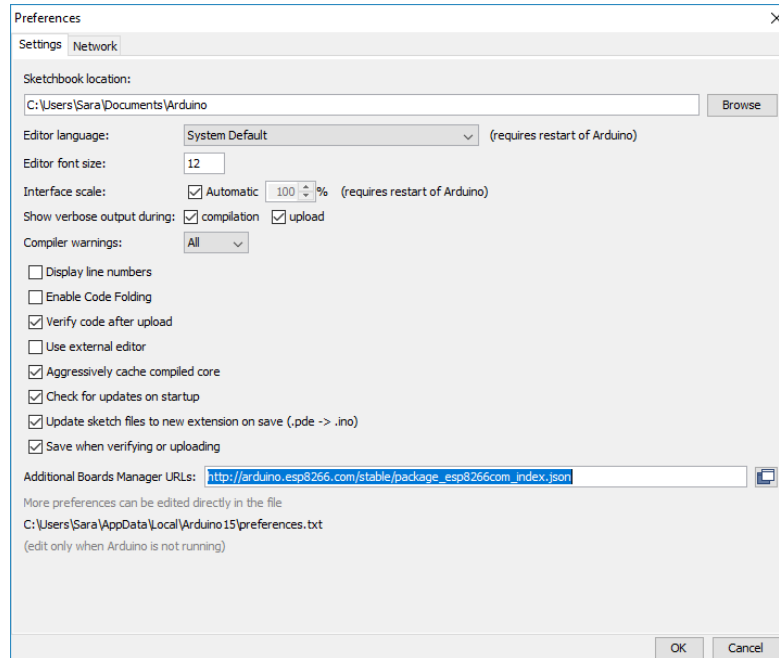 Preferences
Settings Network
Sketchbook location:
C:\Users\Sara\Documents\Arduino Browse
Editor language: System Default (requires restart of Arduino)
Editor font size: 12
Interface scale: Automatic 100 % (requires restart of Arduino)
Show verbose output during: compilation upload
Compiler warnings: All
Display line numbers
Enable Code Folding
Verify code after upload
Use external editor
Aggressively cache compiled core
Check for updates on startup
Update sketch files to new extension on save (.pde -> .ino)
Save when verifying or uploading
Additional Boards Manager URLs: http://arduino.esp8266.com/stable/package_esp8266com_index.json
More preferences can be edited directly in the file
C:\Users\Sara\AppData\Local\Arduino15\preferences.txt
(edit only when Arduino is not running)
OK Cancel